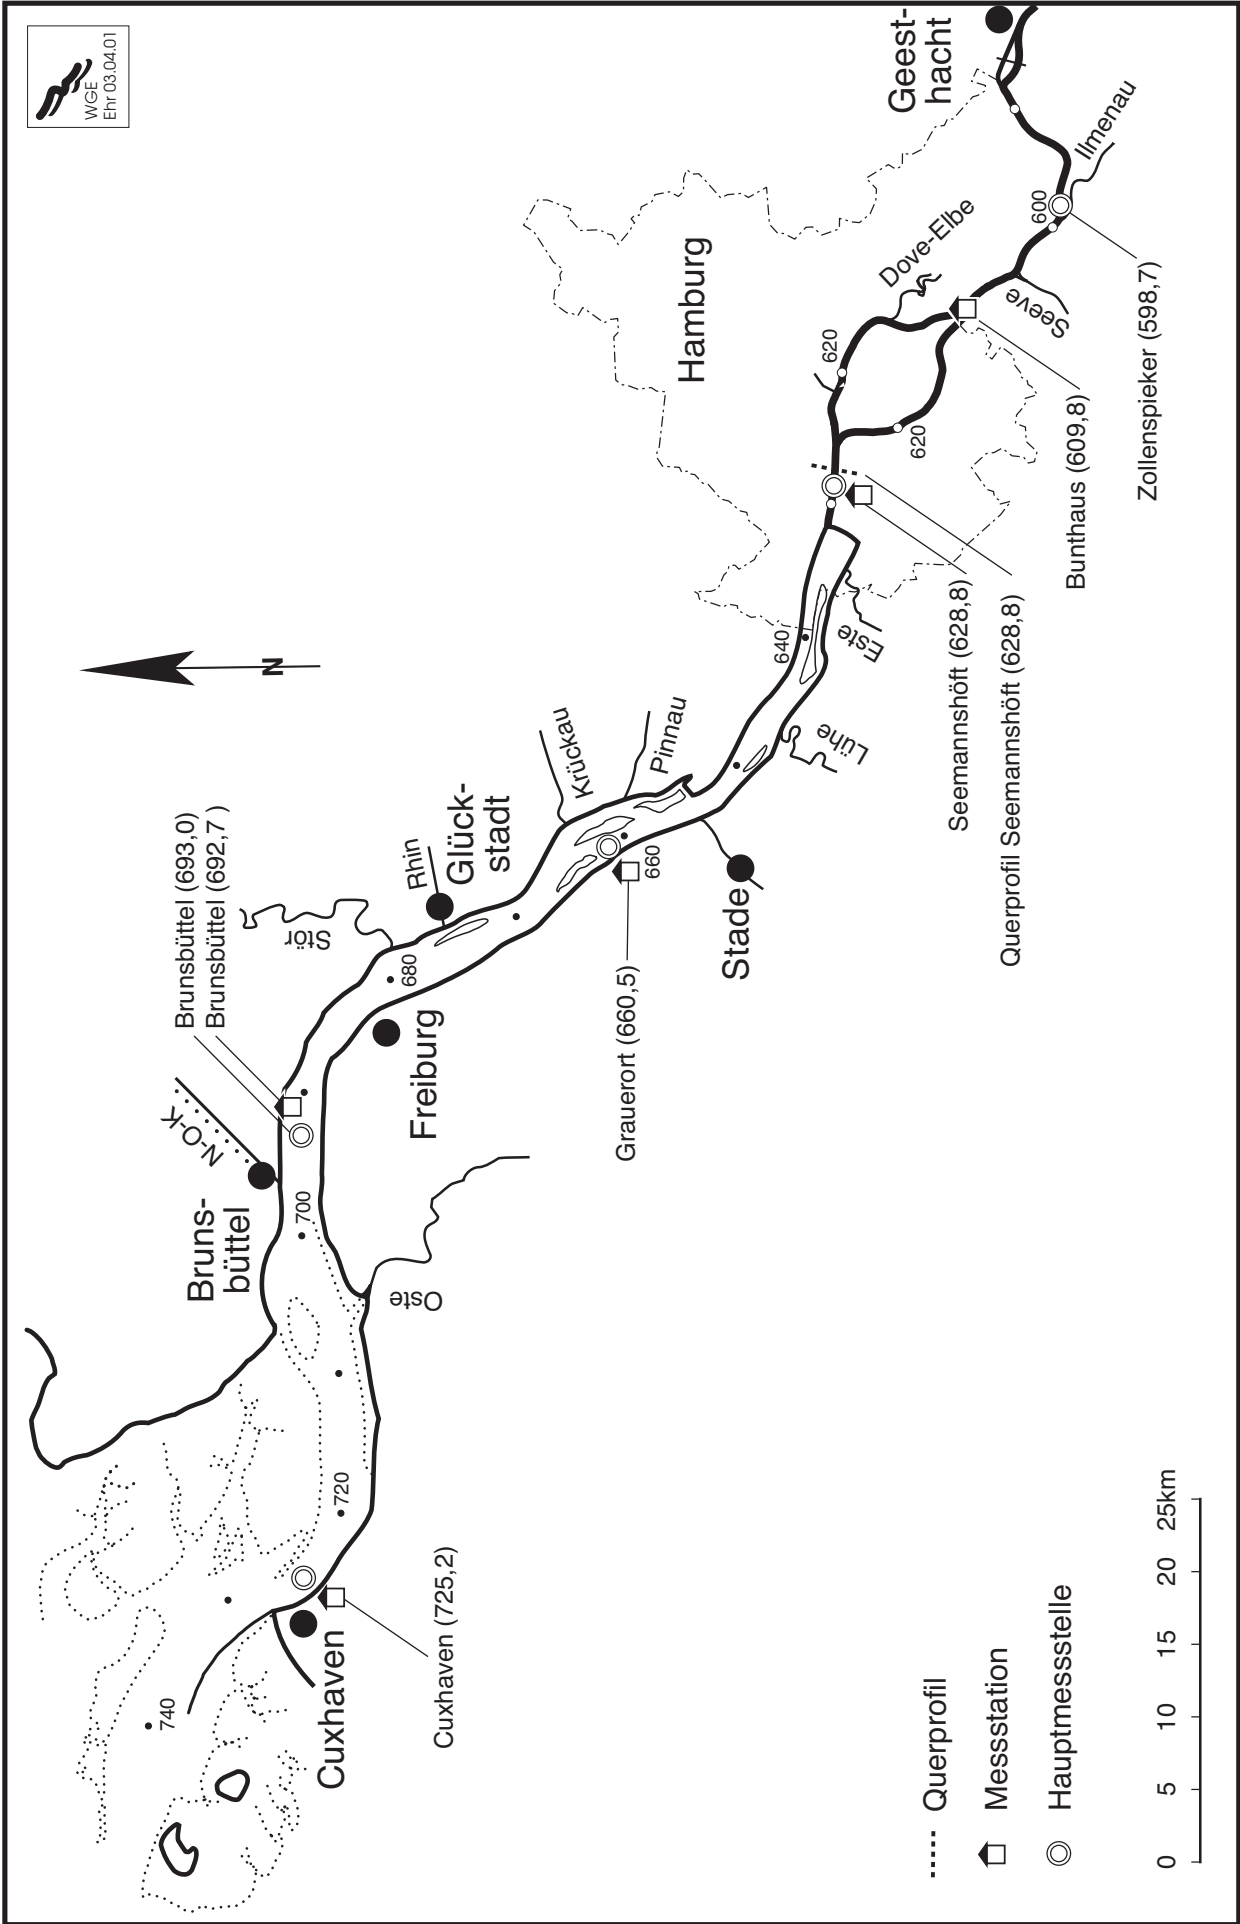 WGE
Ehr 03.04.01
N
Geest-
hacht
Hamburg
Ilmenau
600
Dove-Elbe
Seeve
Zollenspieker (598,7)
Bunthaus (609,8)
620
620
Seemannshöft (628,8)
Querprofil Seemannshöft (628,8)
Este
640
Lühe
Pinnau
Krückau
Glück-
stadt
Rhin
Stade
660
Grauerort (660,5)
Stör
680
Freiburg
Brunsbüttel (693,0)
Brunsbüttel (692,7 )
N-O-K
Bruns-
büttel
700
Oste
720
Cuxhaven
Cuxhaven (725,2)
740
Querprofil
Messstation
Hauptmessstelle
0 5 10 15 20 25km